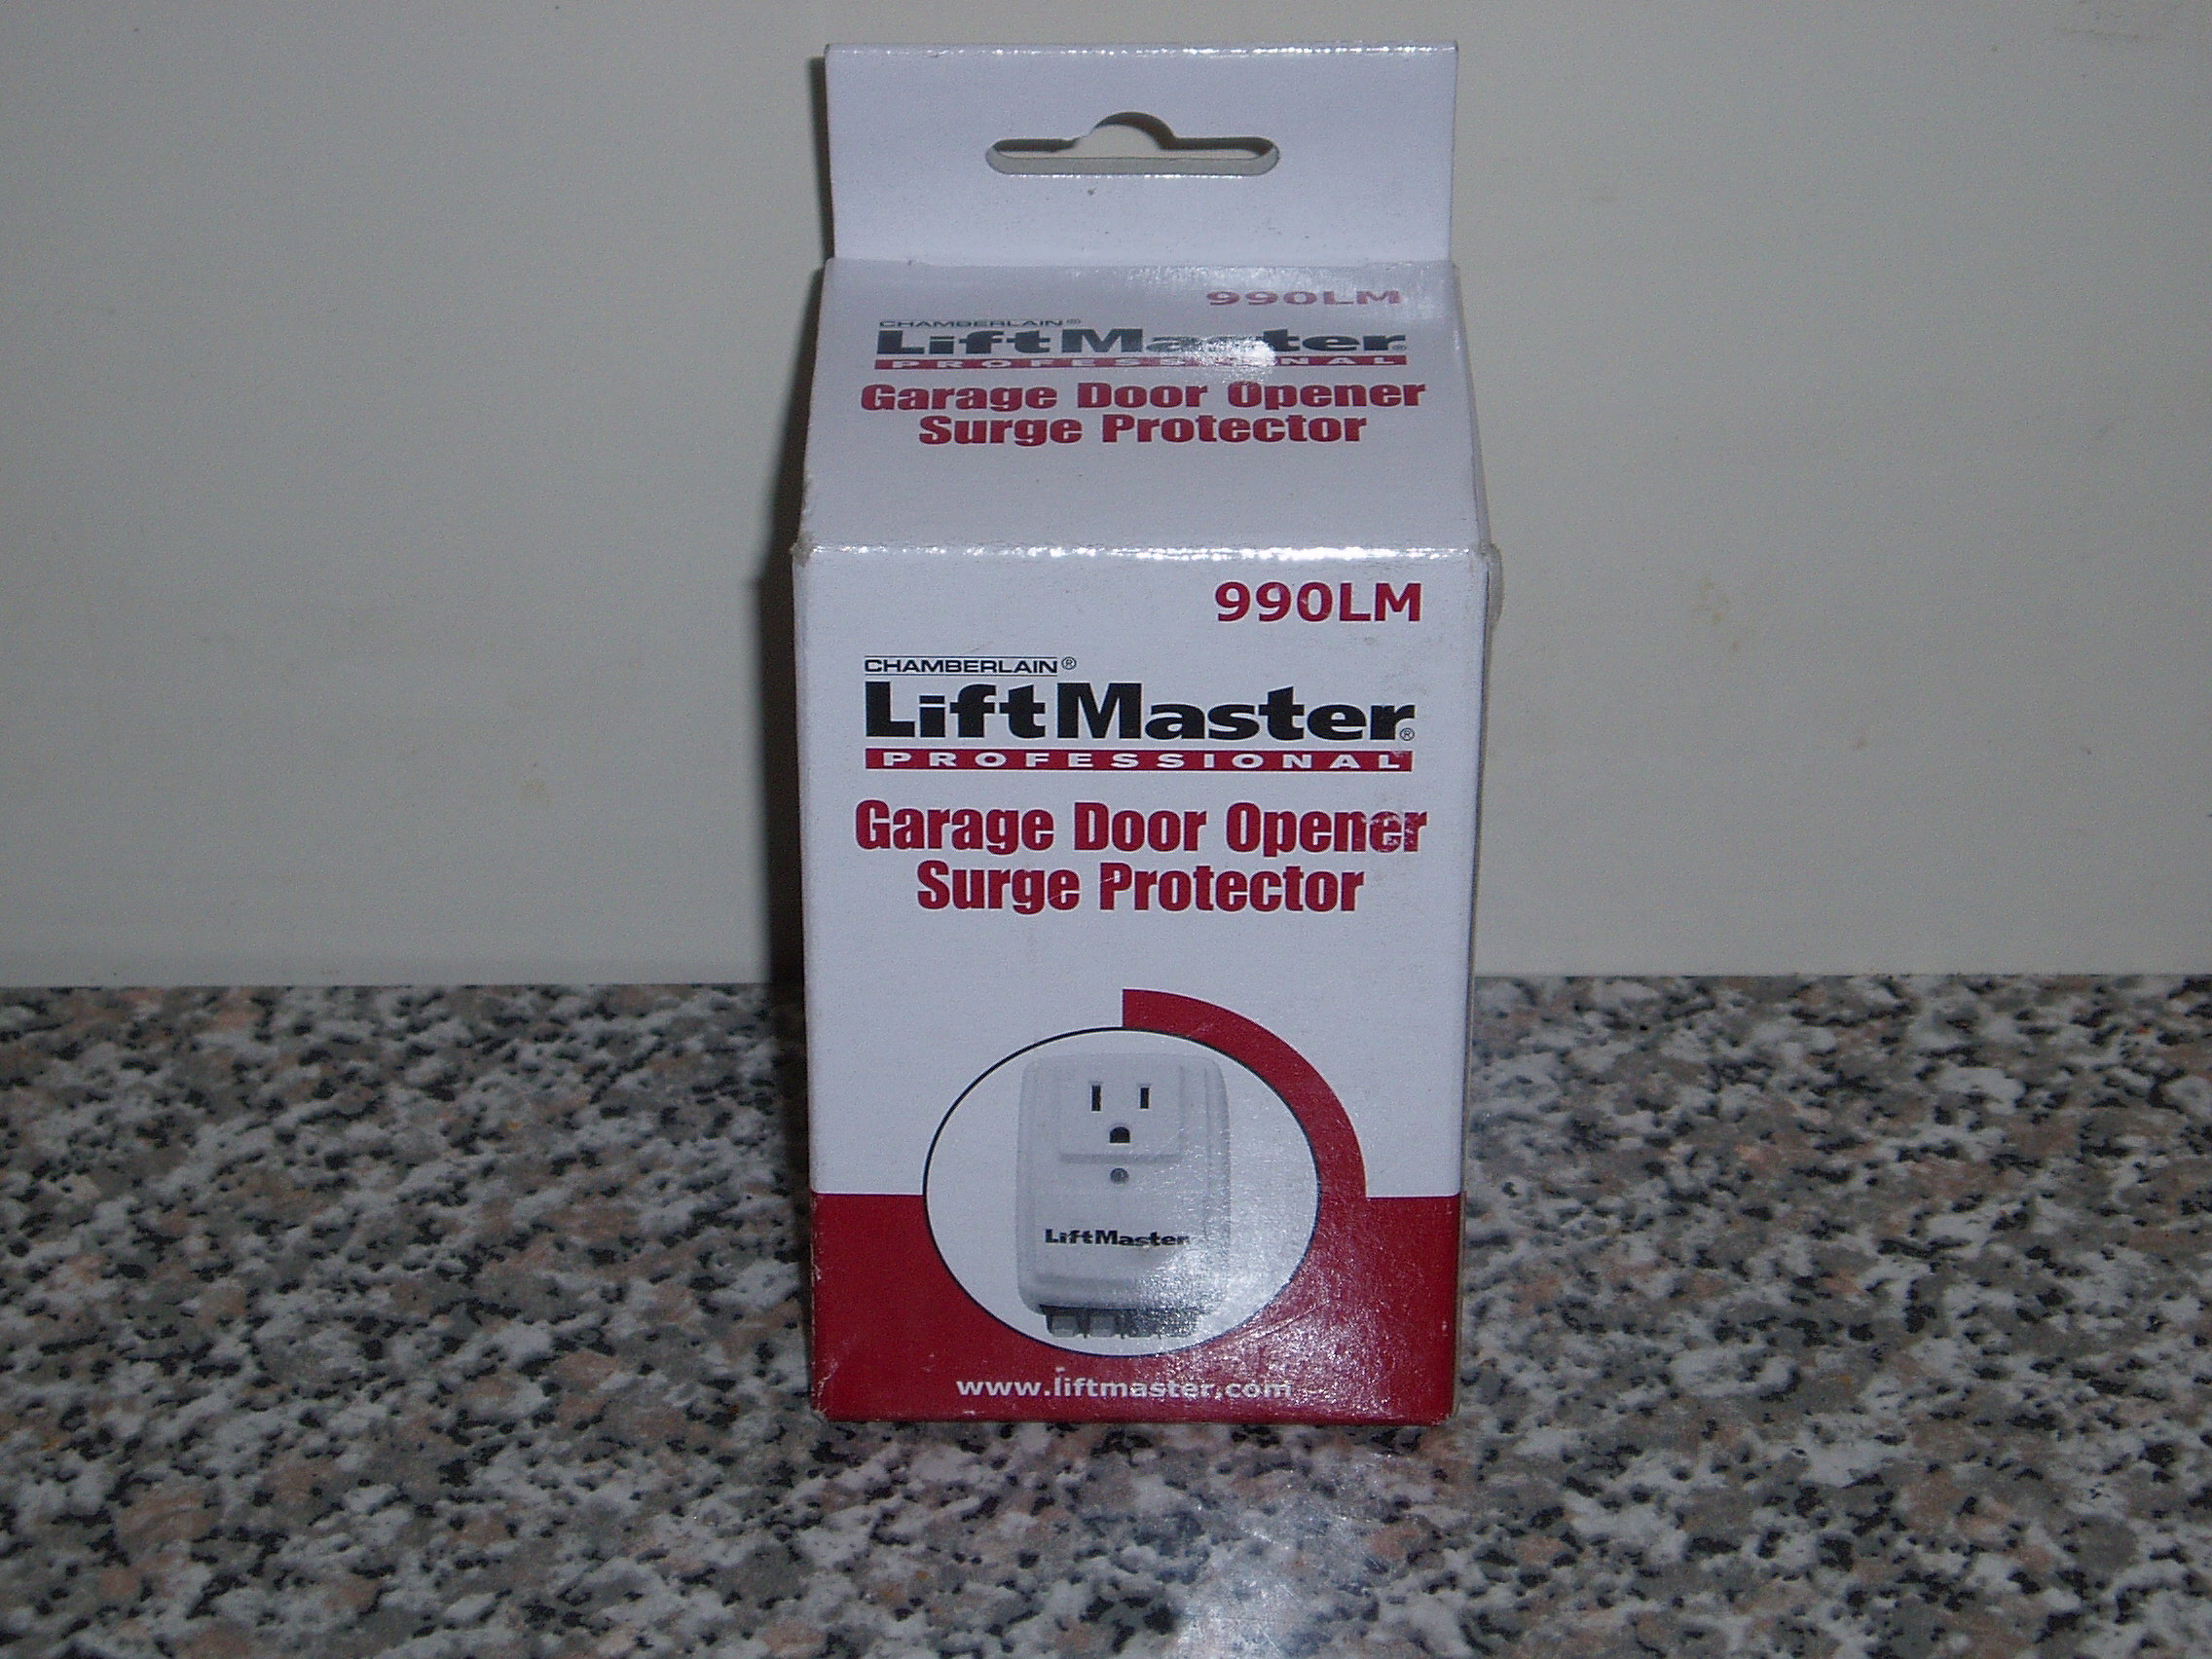 990LM
CHAMBERLAIN®
LiftMaster®
PROFESSIONAL
Garage Door Opener
Surge Protector
990LM
CHAMBERLAIN®
LiftMaster®
PROFESSIONAL
Garage Door Opener
Surge Protector
LiftMaster
www.liftmaster.com